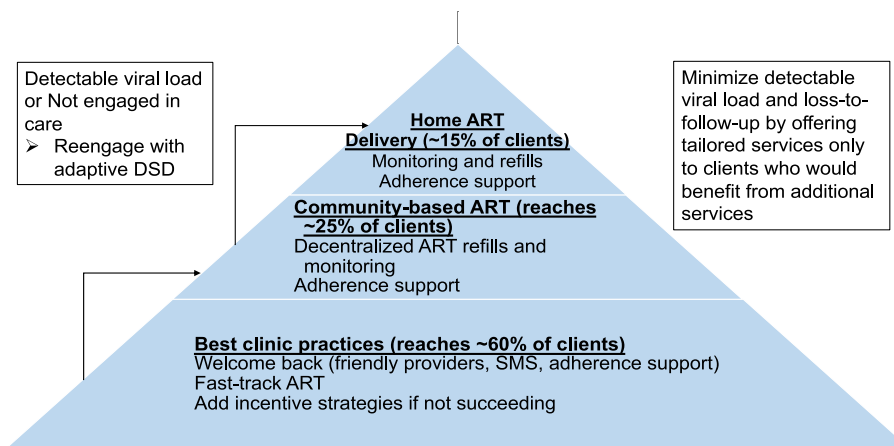 Detectable viral load
or Not engaged in
care
➤ Reengage with
adaptive DSD
Home ART
Delivery (~15% of clients)
Monitoring and refills
Adherence support
Community-based ART (reaches
~25% of clients)
Decentralized ART refills and
monitoring
Adherence support
Best clinic practices (reaches ~60% of clients)
Welcome back (friendly providers, SMS, adherence support)
Fast-track ART
Add incentive strategies if not succeeding
Minimize detectable
viral load and loss-to-
follow-up by offering
tailored services only
to clients who would
benefit from additional
services